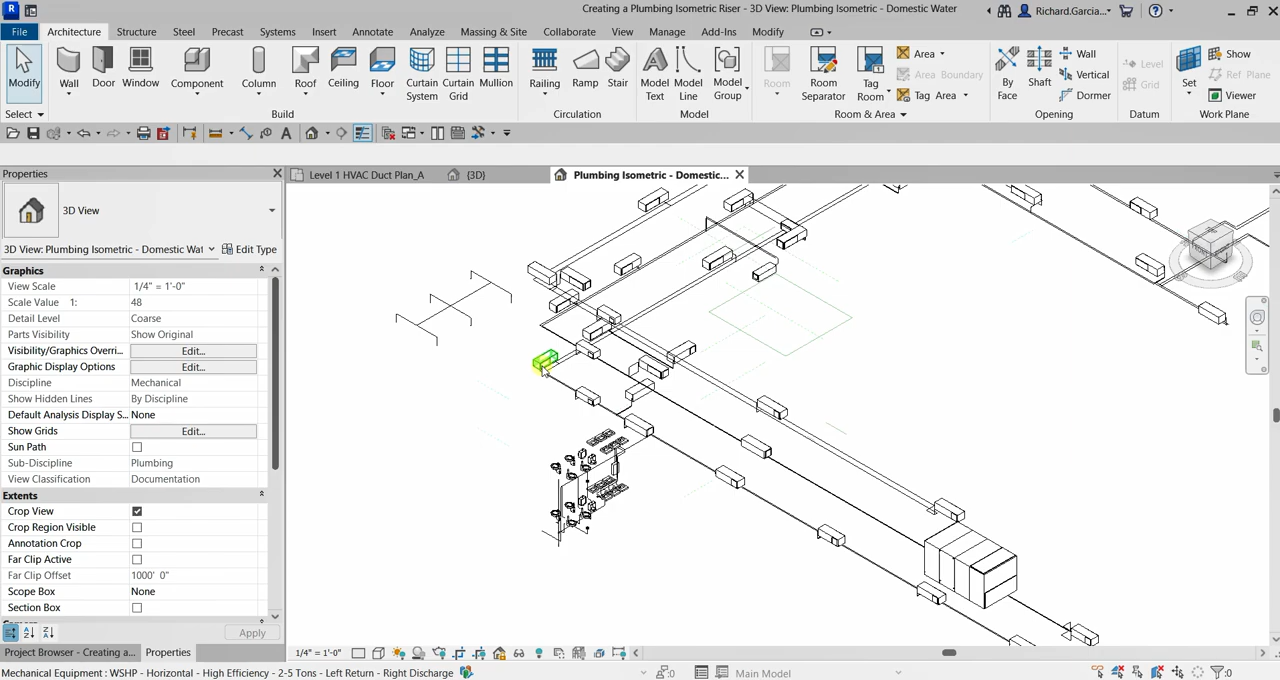 Creating a Plumbing Isometric Riser - 3D View: Plumbing Isometric - Domestic Water
Richard.Garcia...
File Architecture Structure Steel Precast Systems Insert Annotate Analyze Massing & Site Collaborate View Manage Add-Ins Modify
Modify Wall Door Window Component Column Roof Ceiling Floor Curtain System Curtain Grid Mullion Railing Ramp Stair Model Text Model Line Model Group Room Room Separator Tag Room
Area
Area Boundary
Tag Area
By Face Shaft
Wall
Vertical
Dormer
Level
Grid
Set
Show
Ref Plane
Viewer
Select Build Circulation Model Room & Area Opening Datum Work Plane
Properties
Level 1 HVAC Duct Plan_A {3D} Plumbing Isometric - Domestic...
3D View
3D View: Plumbing Isometric - Domestic Wat Edit Type
Graphics
View Scale 1/4" = 1'-0"
Scale Value 1: 48
Detail Level Coarse
Parts Visibility Show Original
Visibility/Graphics Overri... Edit...
Graphic Display Options Edit...
Discipline Mechanical
Show Hidden Lines By Discipline
Default Analysis Display S... None
Show Grids Edit...
Sun Path
Sub-Discipline Plumbing
View Classification Documentation
Extents
Crop View
Crop Region Visible
Annotation Crop
Far Clip Active
Far Clip Offset 1000' 0"
Scope Box None
Section Box
Apply
Project Browser - Creating a... Properties
1/4" = 1'-0"
Mechanical Equipment : WSHP - Horizontal - High Efficiency - 2-5 Tons - Left Return - Right Discharge
:0
Main Model
:0